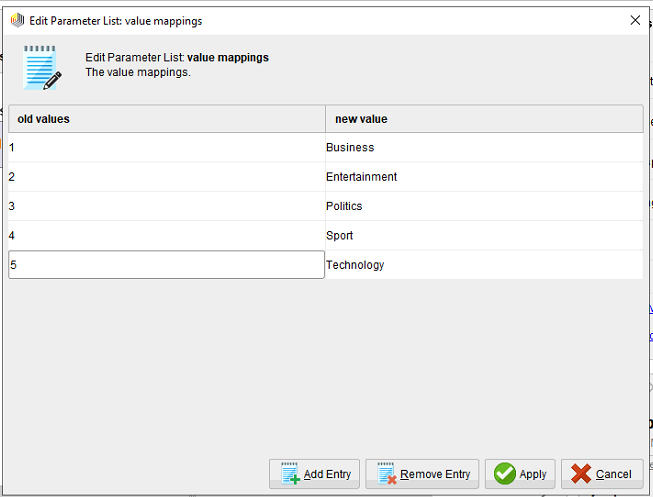 Edit Parameter List: value mappings
Edit Parameter List: value mappings
The value mappings.
old values new value
1 Business
2 Entertainment
3 Politics
4 Sport
5 Technology
Add Entry Remove Entry Apply Cancel